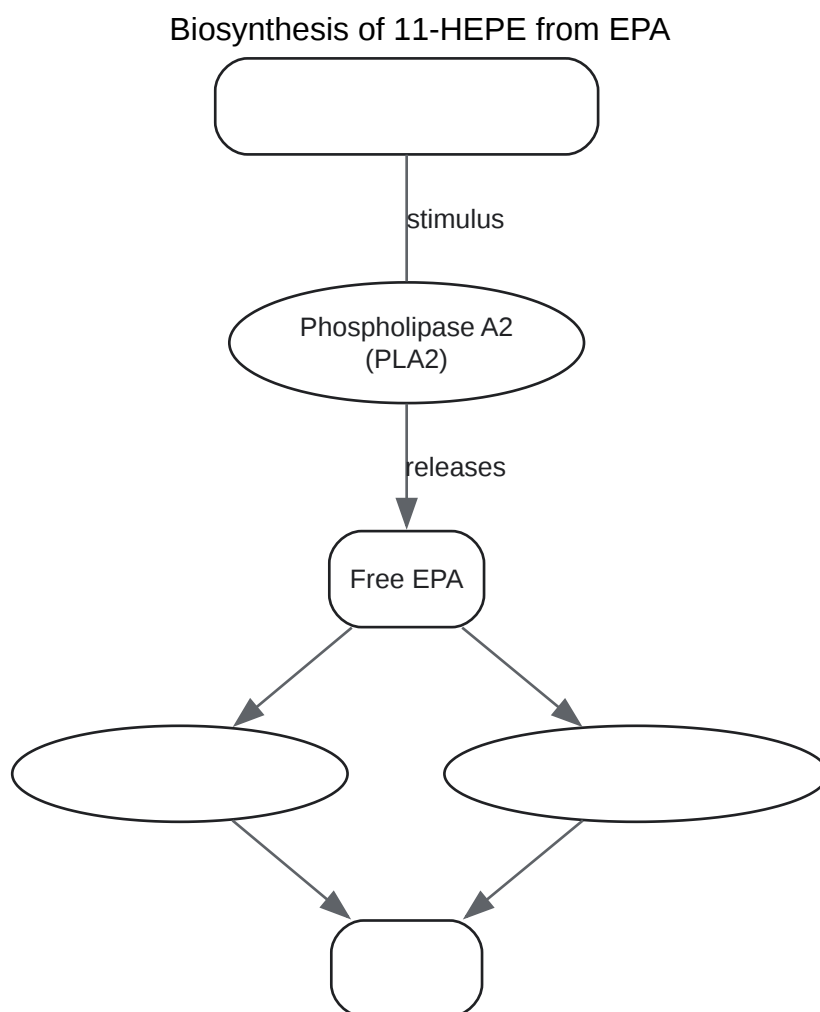 Biosynthesis of 11-HEPE from EPA
stimulus
Phospholipase A2
(PLA2)
releases
Free EPA